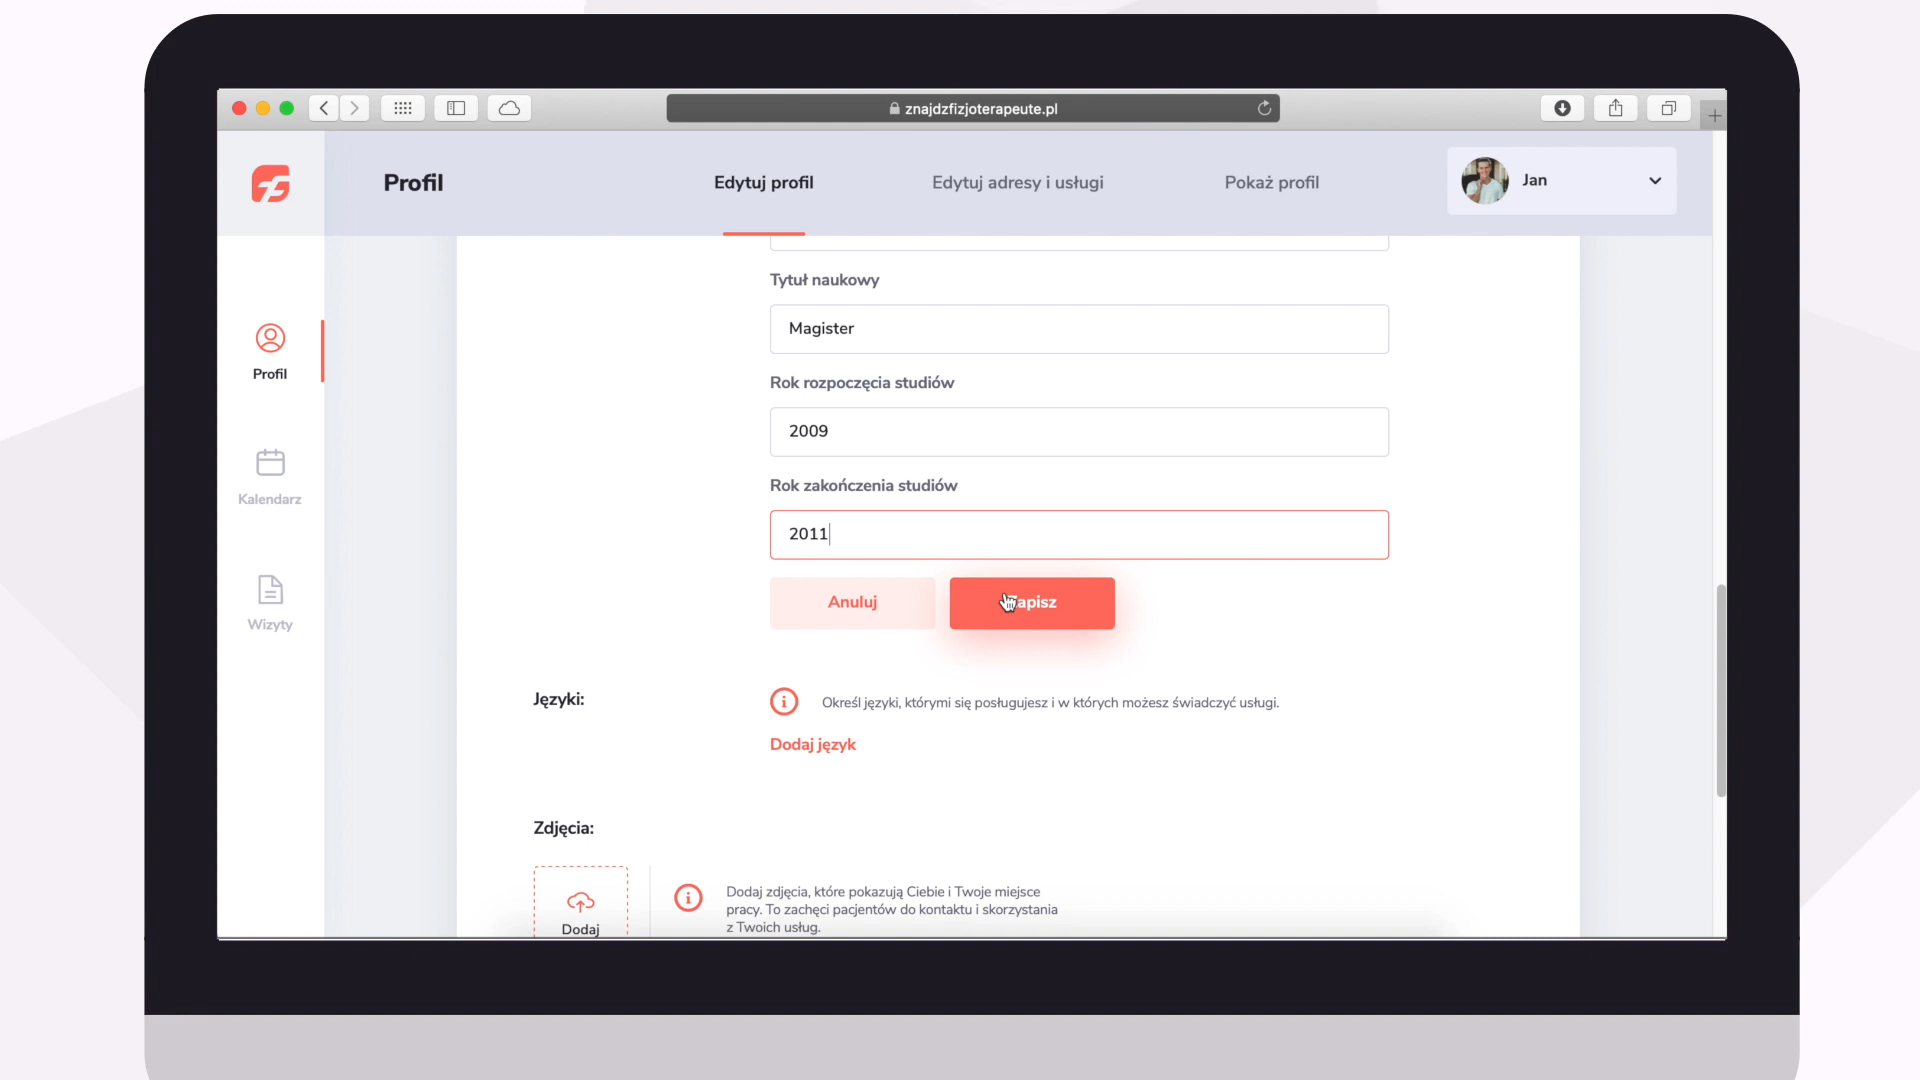 znajdzfizjoterapeute.pl
Profil
Edytuj profil
Edytuj adresy i usługi
Pokaż profil
Jan
Profil
Kalendarz
Wizyty
Tytuł naukowy
Magister
Rok rozpoczęcia studiów
2009
Rok zakończenia studiów
2011
Anuluj
Zapisz
Języki:
Określ języki, którymi się posługujesz i w których możesz świadczyć usługi.
Dodaj język
Zdjęcia:
Dodaj
Dodaj zdjęcia, które pokazują Ciebie i Twoje miejsce
pracy. To zachęci pacjentów do kontaktu i skorzystania
z Twoich usług.